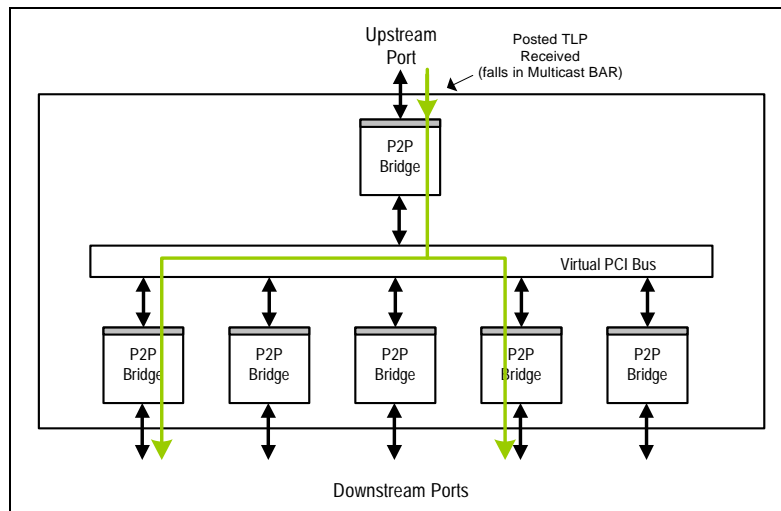 Upstream
Port
Posted TLP
Received
(falls in Multicast BAR)
P2P
Bridge
Virtual PCI Bus
P2P
Bridge
P2P
Bridge
P2P
Bridge
P2P
Bridge
P2P
Bridge
Downstream Ports